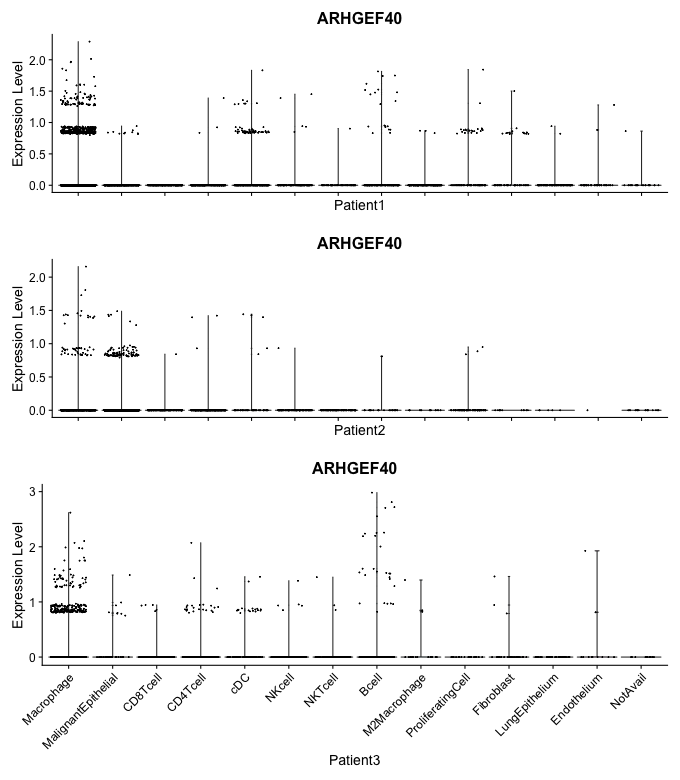 ARHGEF40
2.0
1.5
1.0
0.5
0.0
Expression Level
Patient1
ARHGEF40
2.0
1.5
1.0
0.5
0.0
Expression Level
Patient2
ARHGEF40
3
2
1
0
Expression Level
Macrophage
MalignantEpithelial
CD8Tcell
CD4Tcell
cDC
NKcell
NKTcell
Bcell
M2Macrophage
ProliferatingCell
Fibroblast
LungEpithelium
Endothelium
NotAvail
Patient3